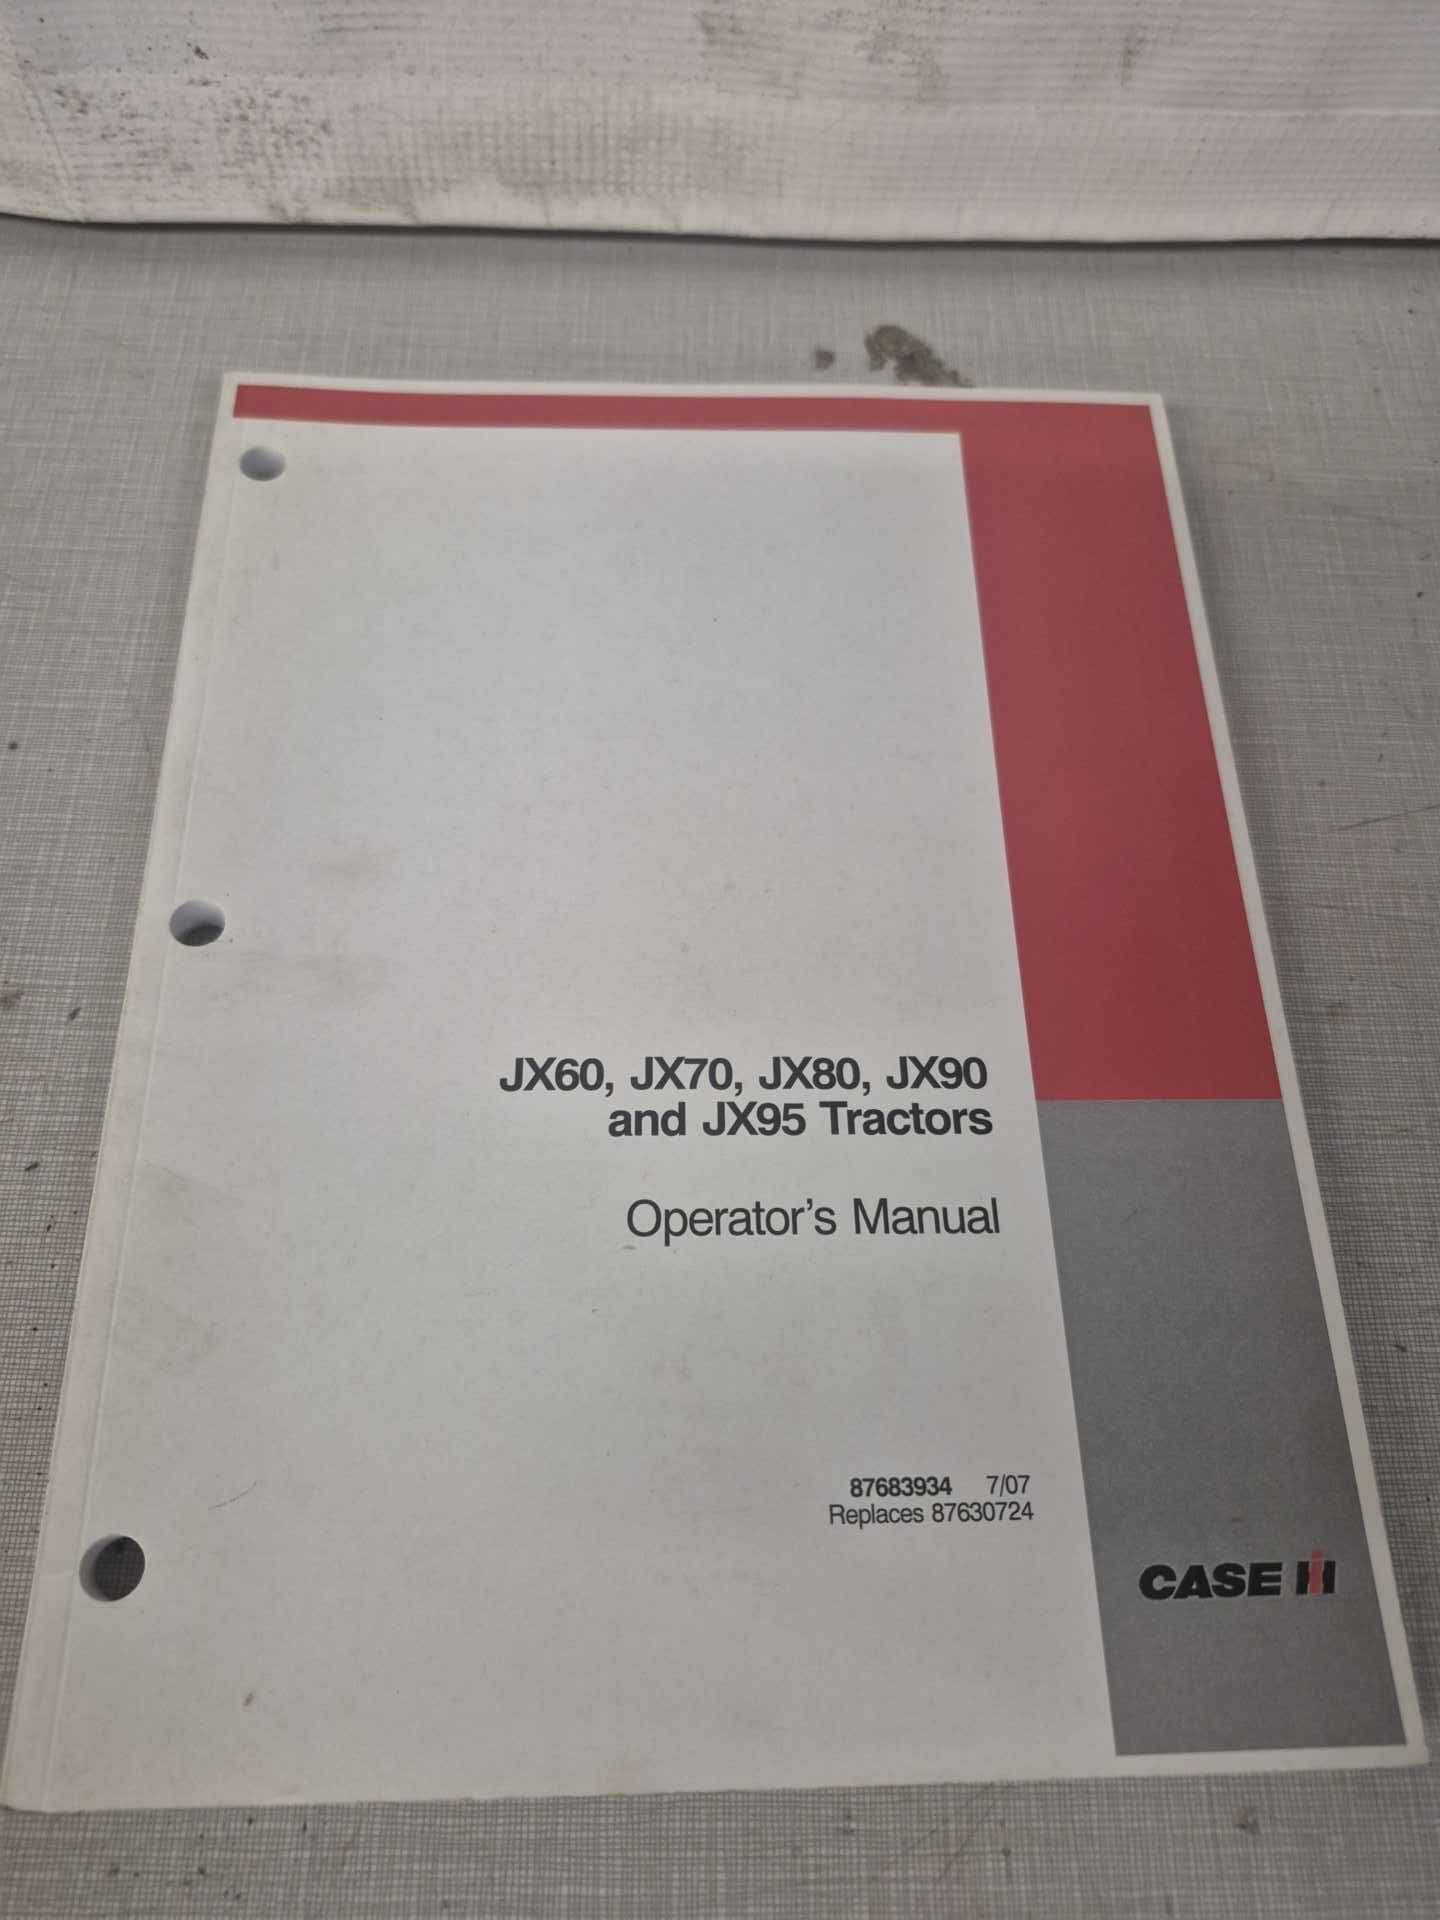 JX60, JX70, JX80, JX90
and JX95 Tractors
Operator's Manual
87683934 7/07
Replaces 87630724
CASE IH